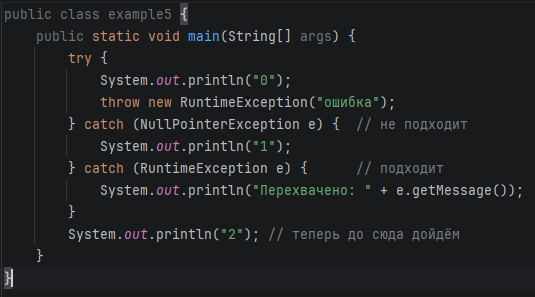 public class example5 {
    public static void main(String[] args) {
        try {
            System.out.println("0");
            throw new RuntimeException("ошибка");
        } catch (NullPointerException e) {  // не подходит
            System.out.println("1");
        } catch (RuntimeException e) {      // подходит
            System.out.println("Перехвачено: " + e.getMessage());
        }
        System.out.println("2"); // теперь до сюда дойдём
    }
}